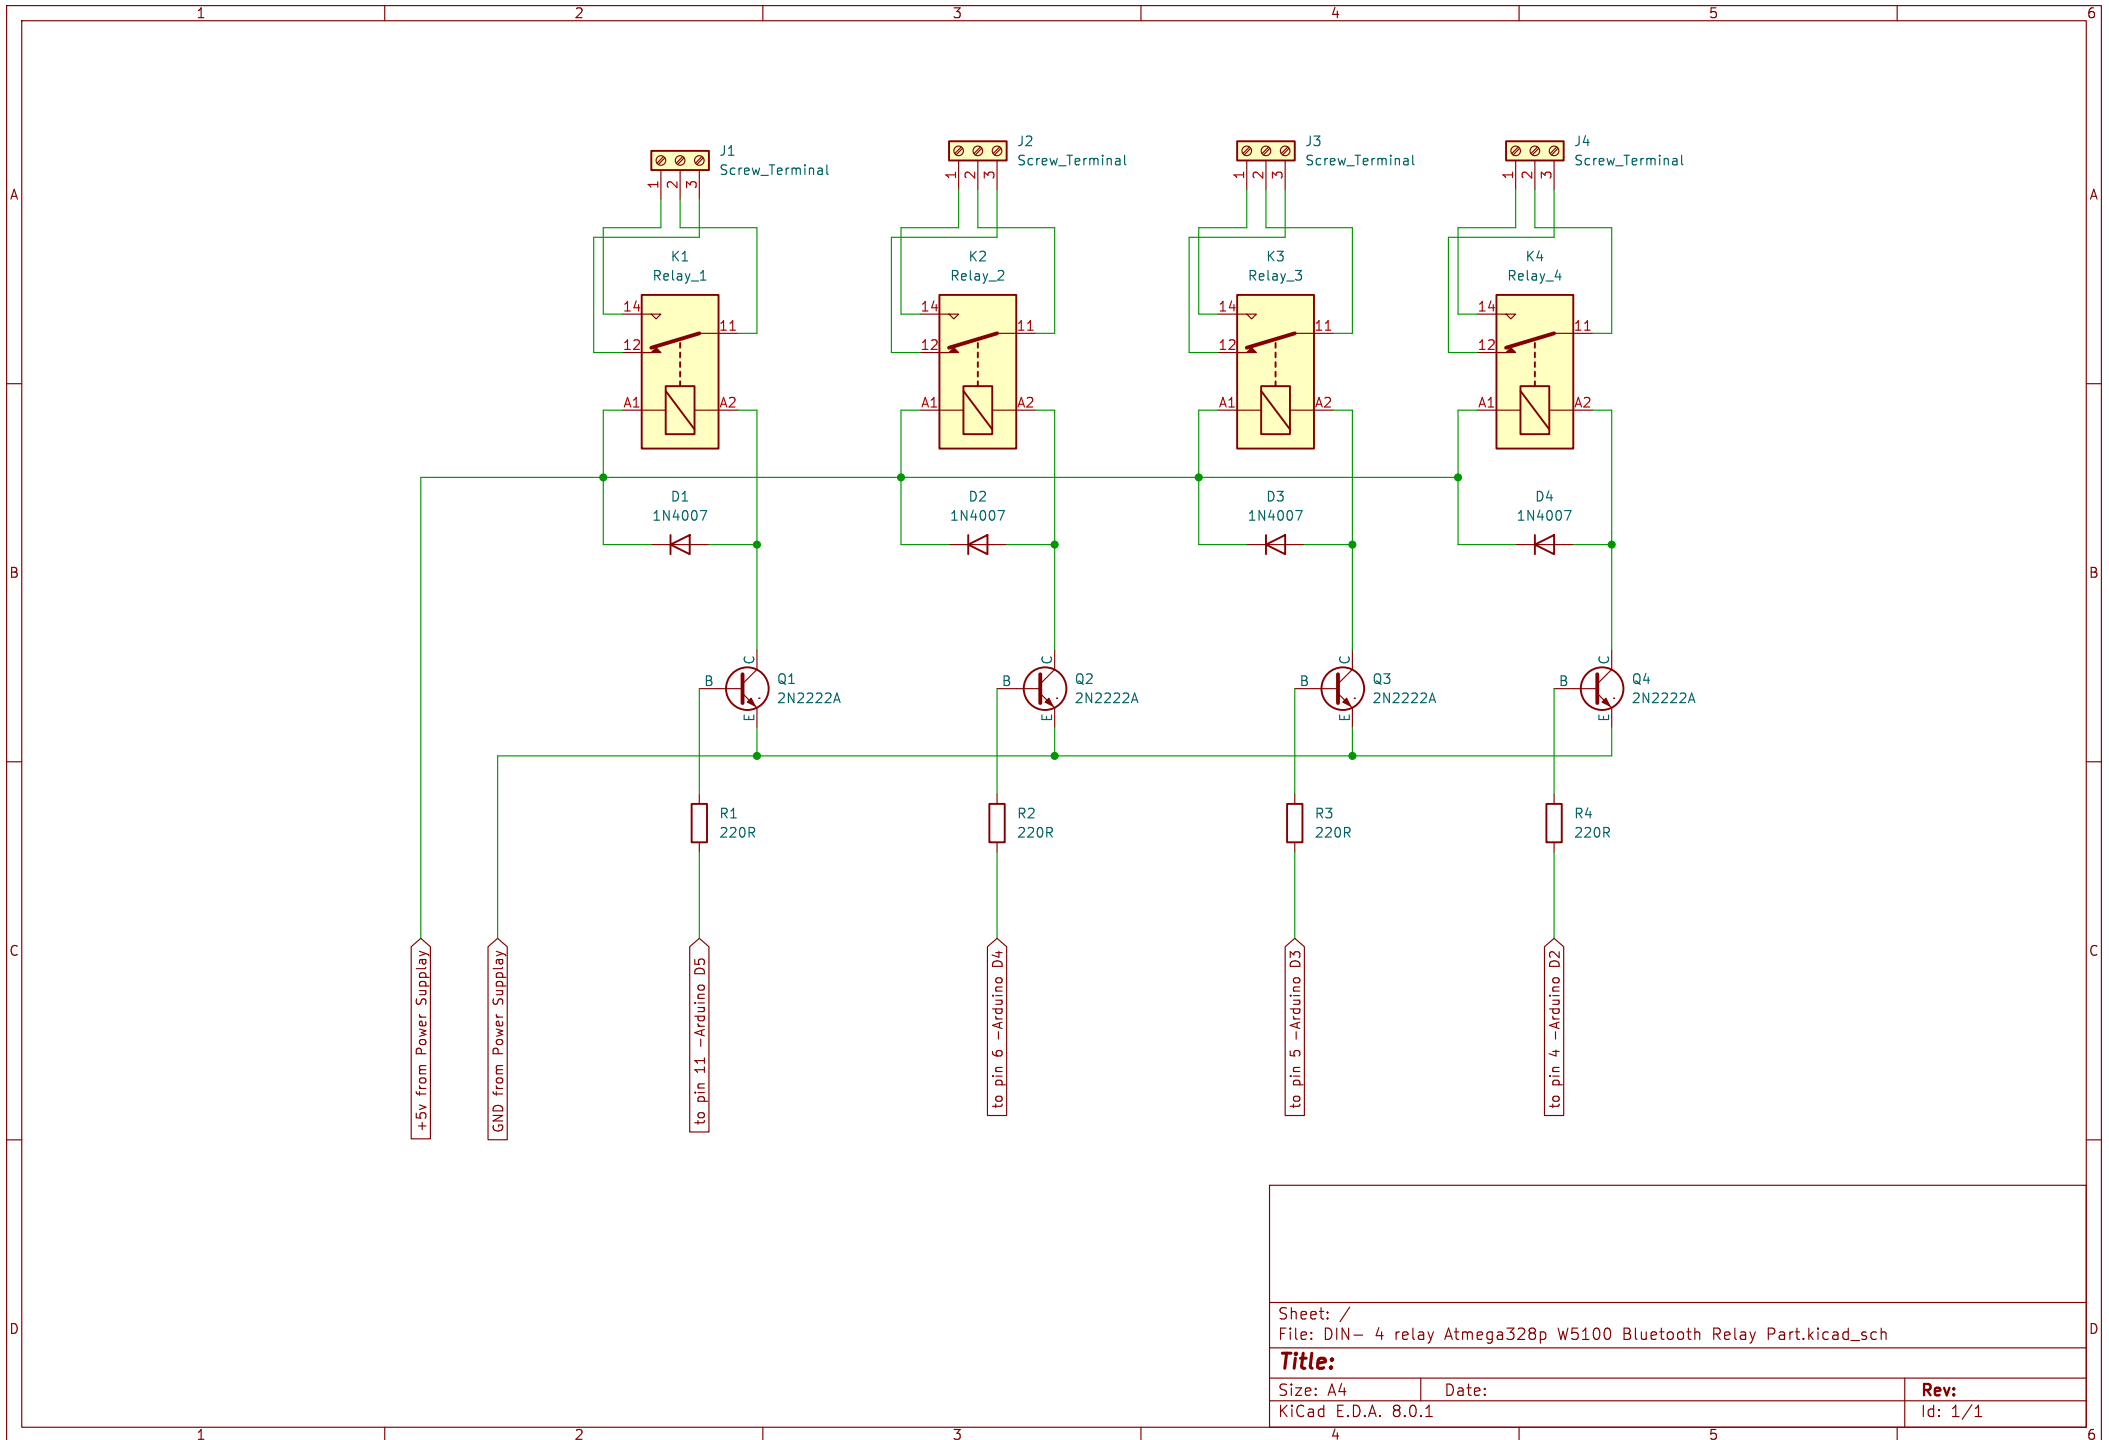 1 2 3 4 5 6
J1
Screw_Terminal
1 2 3
J2
Screw_Terminal
1 2 3
J3
Screw_Terminal
1 2 3
J4
Screw_Terminal
1 2 3
A A
K1
Relay_1
14
11
12
A1 A2
K2
Relay_2
14
11
12
A1 A2
K3
Relay_3
14
11
12
A1 A2
K4
Relay_4
14
11
12
A1 A2
D1
1N4007
D2
1N4007
D3
1N4007
D4
1N4007
B B
C
B
E
Q1
2N2222A
C
B
E
Q2
2N2222A
C
B
E
Q3
2N2222A
C
B
E
Q4
2N2222A
R1
220R
R2
220R
R3
220R
R4
220R
C C
+5v from Power Supplay
GND from Power Supplay
to pin 11 -Arduino D5
to pin 6 -Arduino D4
to pin 5 -Arduino D3
to pin 4 -Arduino D2
D D
Sheet: /
File: DIN- 4 relay Atmega328p W5100 Bluetooth Relay Part.kicad_sch
Title:
Size: A4 Date: Rev:
KiCad E.D.A. 8.0.1 Id: 1/1
1 2 3 4 5 6